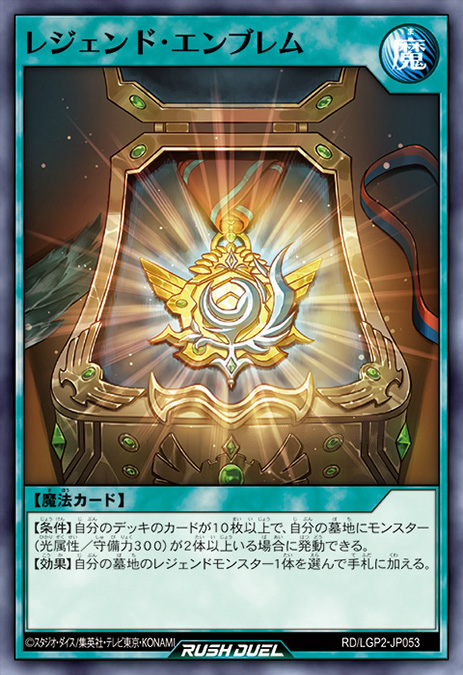 レジェンド・エンブレム
魔
【魔法カード】
【条件】自分のデッキのカードが10枚以上で、自分の墓地にモンスター
(光属性/守備力300)が2体以上いる場合に発動できる。
【効果】自分の墓地のレジェンドモンスター1体を選んで手札に加える。
©スタジオ・ダイス/集英社・テレビ東京・KONAMI
RUSH DUEL
RD/LGP2-JP053